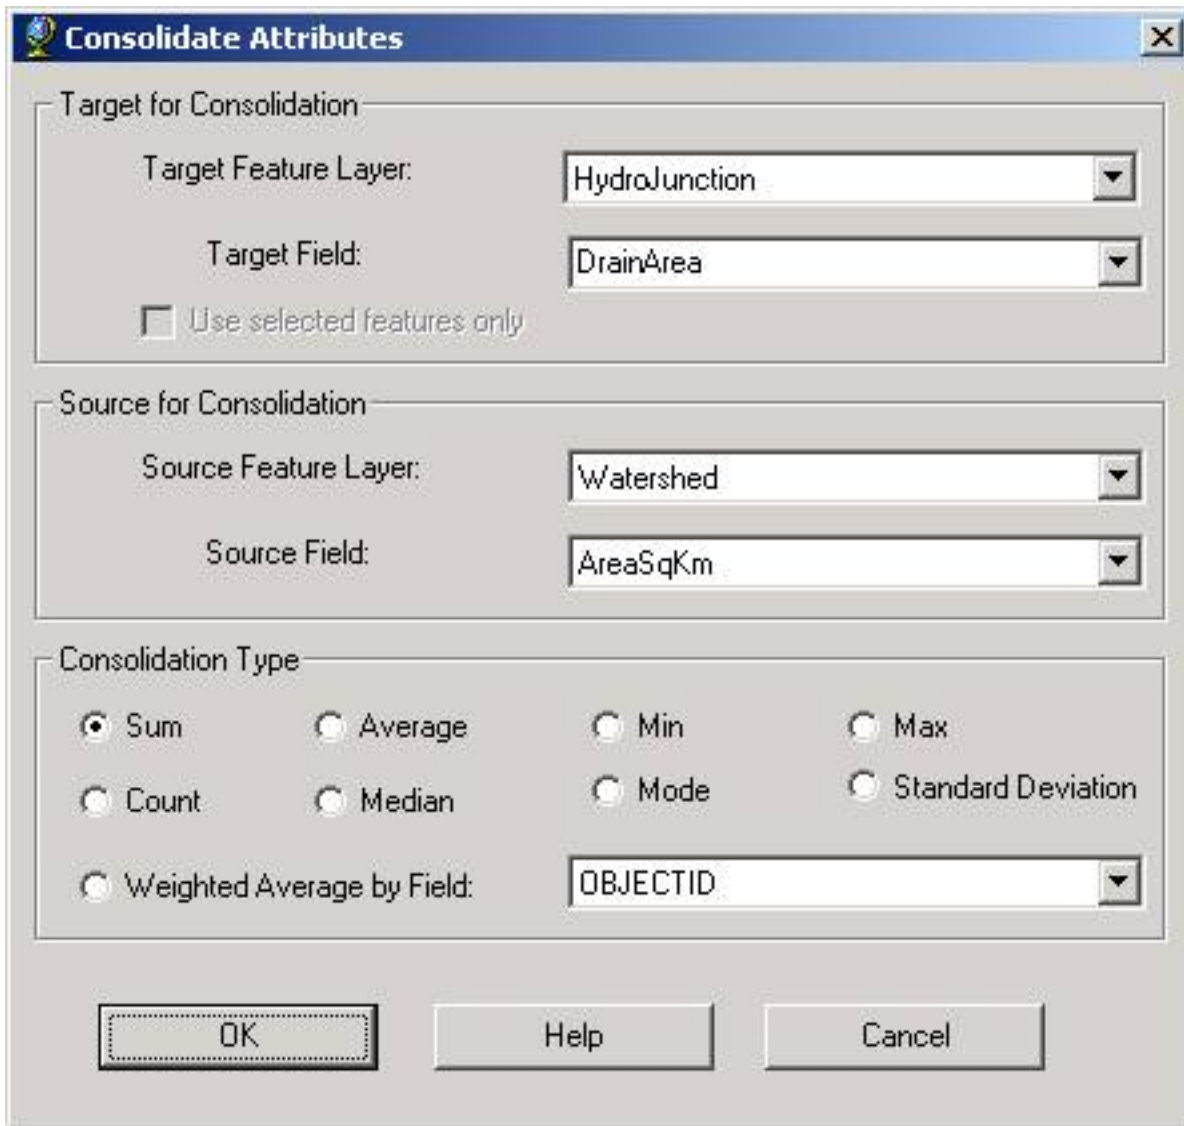 Consolidate Attributes
Target for Consolidation
Target Feature Layer: HydroJunction
Target Field: DrainArea
Use selected features only
Source for Consolidation
Source Feature Layer: Watershed
Source Field: AreaSqKm
Consolidation Type
Sum Average Min Max
Count Median Mode Standard Deviation
Weighted Average by Field: OBJECTID
OK Help Cancel